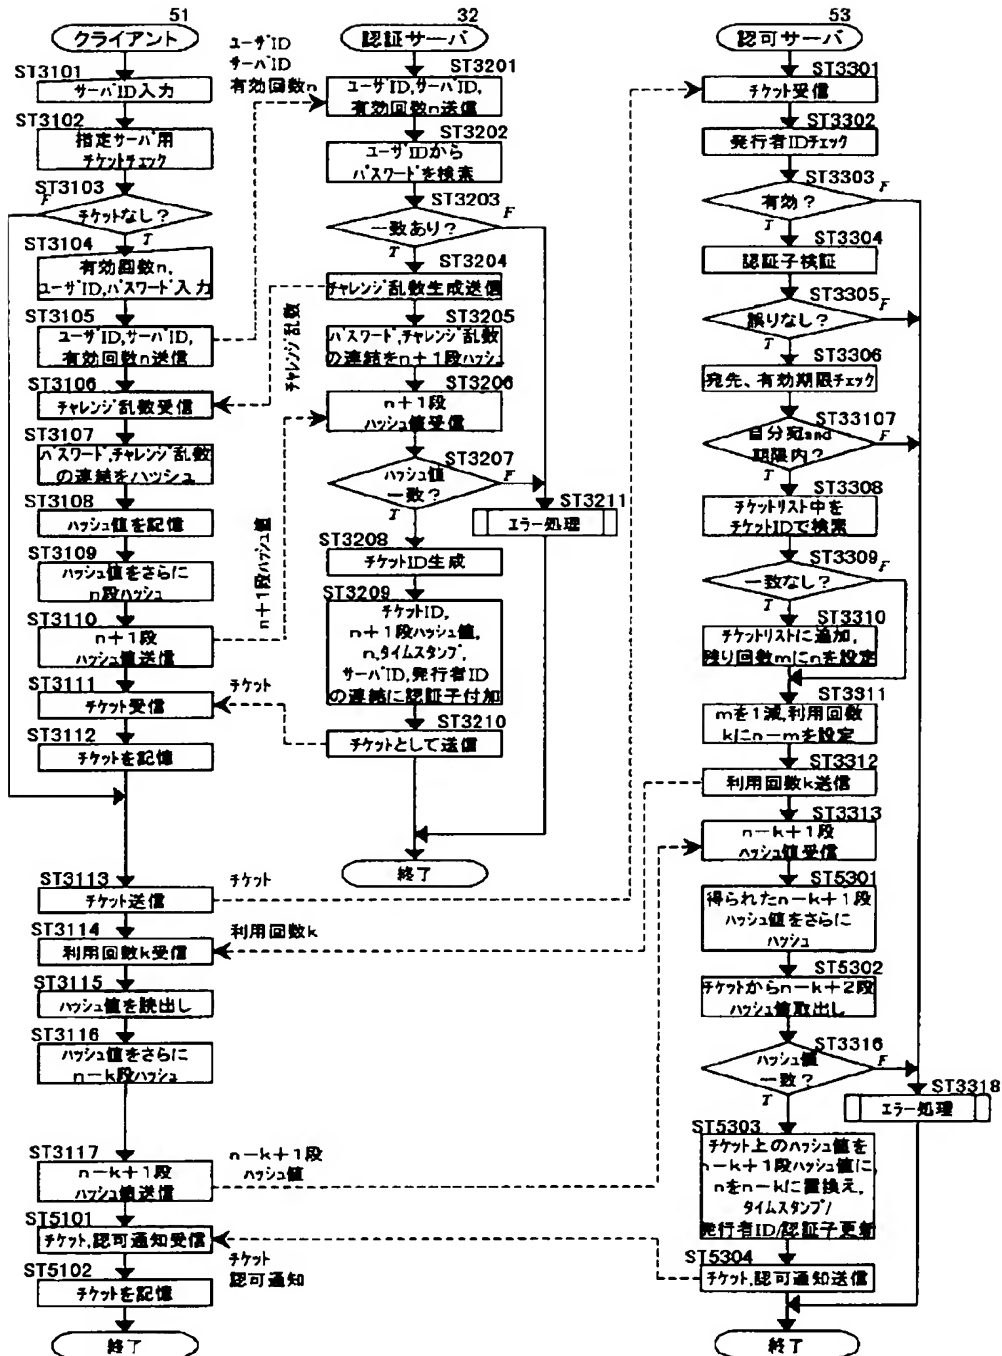 51
クライアント
ST3101
サーバID入力
ST3102
指定サーバ用
チケットチェック
ST3103
チケットなし?
F
T
ST3104
有効回数n,
ユーザID,パスワード入力
ST3105
ユーザID,サーバID,
有効回数n送信
ST3106
チャレンジ乱数受信
ST3107
パスワード,チャレンジ乱数
の連結をハッシュ
ST3108
ハッシュ値を記憶
ST3109
ハッシュ値をさらに
n段ハッシュ
ST3110
n+1段
ハッシュ値送信
ST3111
チケット受信
ST3112
チケットを記憶
ST3113
チケット送信
ST3114
利用回数k受信
ST3115
ハッシュ値を読出し
ST3116
ハッシュ値をさらに
n-k段ハッシュ
ST3117
n-k+1段
ハッシュ値送信
ST5101
チケット,認可通知受信
ST5102
チケットを記憶
終了
ユーザID
サーバID
有効回数n
チャレンジ乱数
n+1段ハッシュ値
チケット
チケット
利用回数k
n-k+1段
ハッシュ値
チケット
認可通知
32
認証サーバ
ST3201
ユーザID,サーバID,
有効回数n送信
ST3202
ユーザIDから
パスワードを検索
ST3203
一致あり?
F
T
ST3204
チャレンジ乱数生成送信
ST3205
パスワード,チャレンジ乱数
の連結をn+1段ハッシュ
ST3206
n+1段
ハッシュ値受信
ST3207
ハッシュ値
一致?
F
T
ST3211
エラー処理
ST3208
チケットID生成
ST3209
チケットID,
n+1段ハッシュ値,
n,タイムスタンプ,
サーバID,発行者ID
の連結に認証子付加
ST3210
チケットとして送信
終了
53
認可サーバ
ST3301
チケット受信
ST3302
発行者IDチェック
ST3303
有効?
F
T
ST3304
認証子検証
ST3305
誤りなし?
F
T
ST3306
宛先、有効期限チェック
ST33107
自分宛and
期限内?
F
T
ST3308
チケットリスト中を
チケットIDで検索
ST3309
一致なし?
F
T
ST3310
チケットリストに追加,
残り回数mにnを設定
ST3311
mを1減,利用回数
kにn-mを設定
ST3312
利用回数k送信
ST3313
n-k+1段
ハッシュ値受信
ST5301
得られたn-k+1段
ハッシュ値をさらに
ハッシュ
ST5302
チケットからn-k+2段
ハッシュ値取出し
ST3316
ハッシュ値
一致?
F
T
ST3318
エラー処理
ST5303
チケット上のハッシュ値を
n-k+1段ハッシュ値に,
nをn-kに置換え,
タイムスタンプ/
発行者ID/認証子更新
ST5304
チケット,認可通知送信
終了